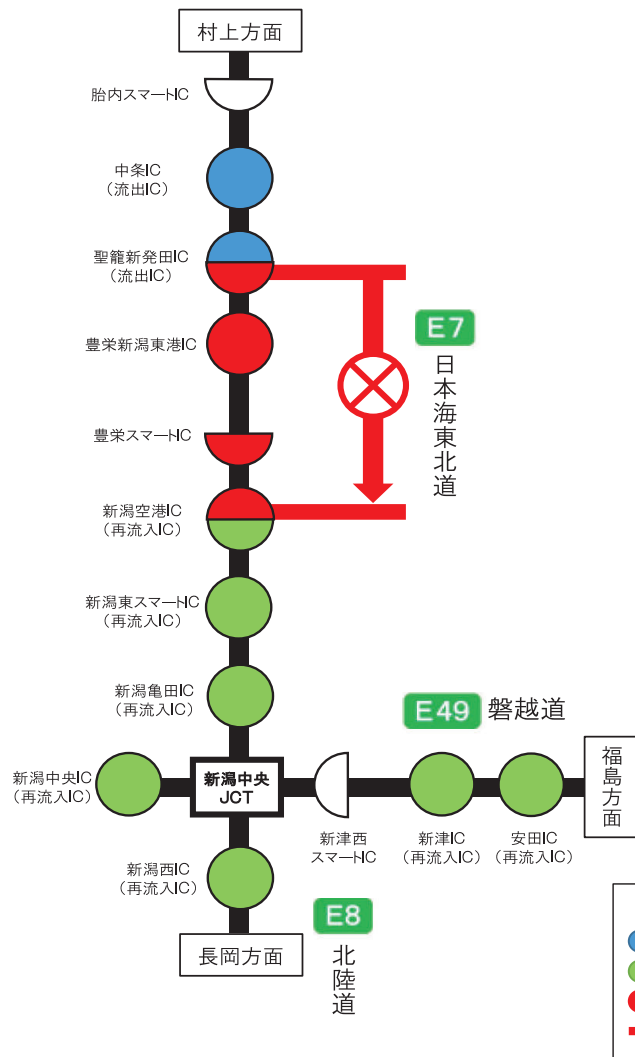 村上方面
胎内スマートIC
中条IC
(流出IC)
聖籠新発田IC
(流出IC)
E7
豊栄新潟東港IC
日本海東北道
豊栄スマートIC
新潟空港IC
(再流入IC)
新潟東スマートIC
(再流入IC)
新潟亀田IC
(再流入IC)
E49 磐越道
新潟中央IC
(再流入IC)
新潟中央
JCT
福島方面
新津西
スマートIC
新津IC
(再流入IC)
安田IC
(再流入IC)
新潟西IC
(再流入IC)
E8
北陸道
長岡方面